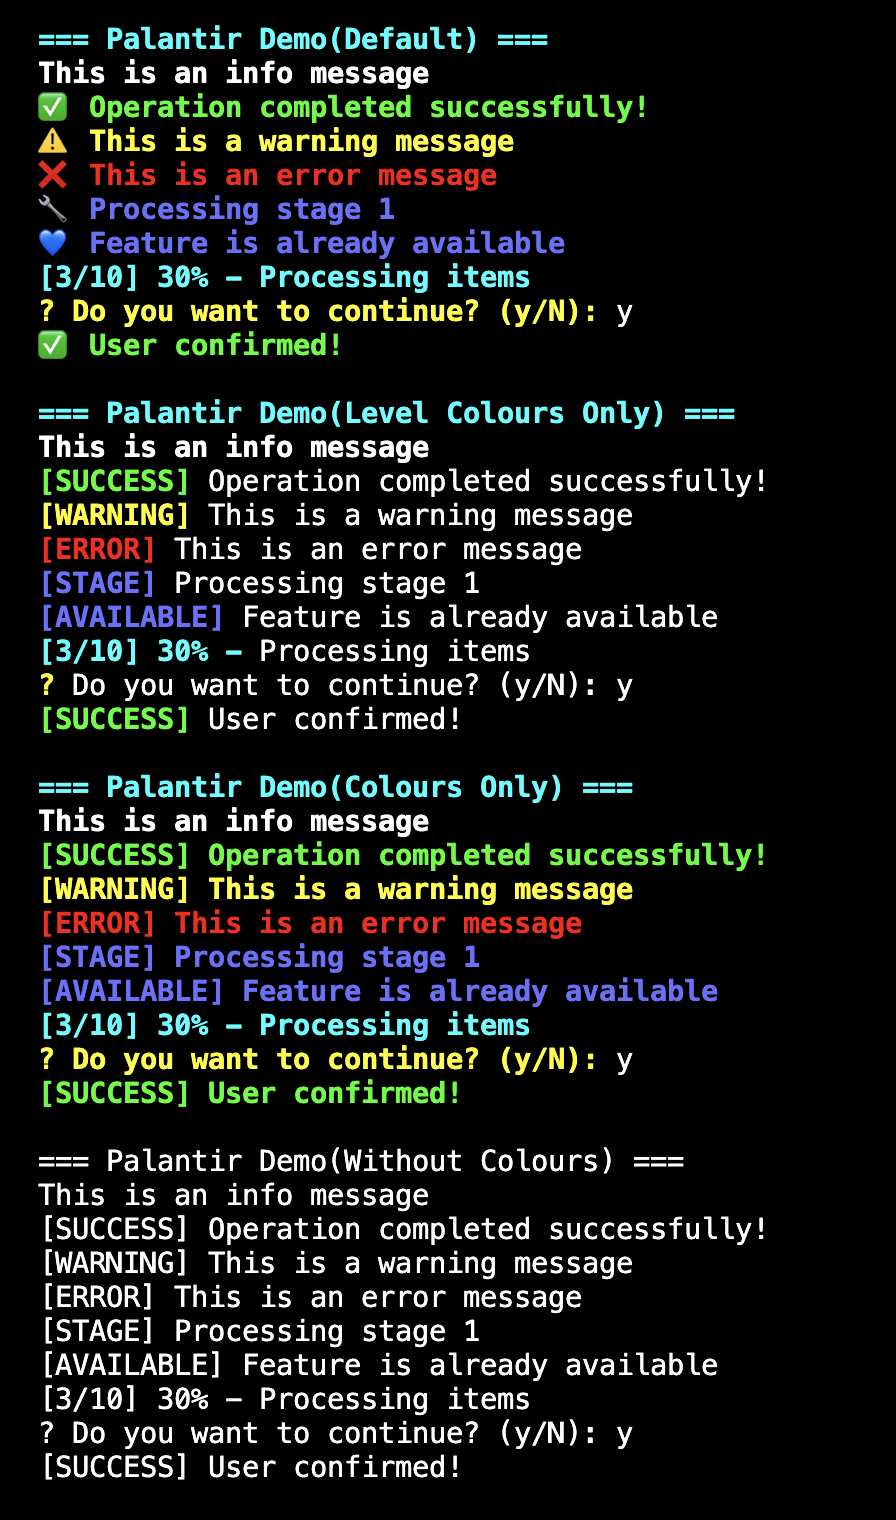 === Palantir Demo(Default) ===
This is an info message
✅ Operation completed successfully!
⚠️ This is a warning message
❌ This is an error message
🔧 Processing stage 1
💙 Feature is already available
[3/10] 30% – Processing items
? Do you want to continue? (y/N): y
✅ User confirmed!

=== Palantir Demo(Level Colours Only) ===
This is an info message
[SUCCESS] Operation completed successfully!
[WARNING] This is a warning message
[ERROR] This is an error message
[STAGE] Processing stage 1
[AVAILABLE] Feature is already available
[3/10] 30% – Processing items
? Do you want to continue? (y/N): y
[SUCCESS] User confirmed!

=== Palantir Demo(Colours Only) ===
This is an info message
[SUCCESS] Operation completed successfully!
[WARNING] This is a warning message
[ERROR] This is an error message
[STAGE] Processing stage 1
[AVAILABLE] Feature is already available
[3/10] 30% – Processing items
? Do you want to continue? (y/N): y
[SUCCESS] User confirmed!

=== Palantir Demo(Without Colours) ===
This is an info message
[SUCCESS] Operation completed successfully!
[WARNING] This is a warning message
[ERROR] This is an error message
[STAGE] Processing stage 1
[AVAILABLE] Feature is already available
[3/10] 30% – Processing items
? Do you want to continue? (y/N): y
[SUCCESS] User confirmed!